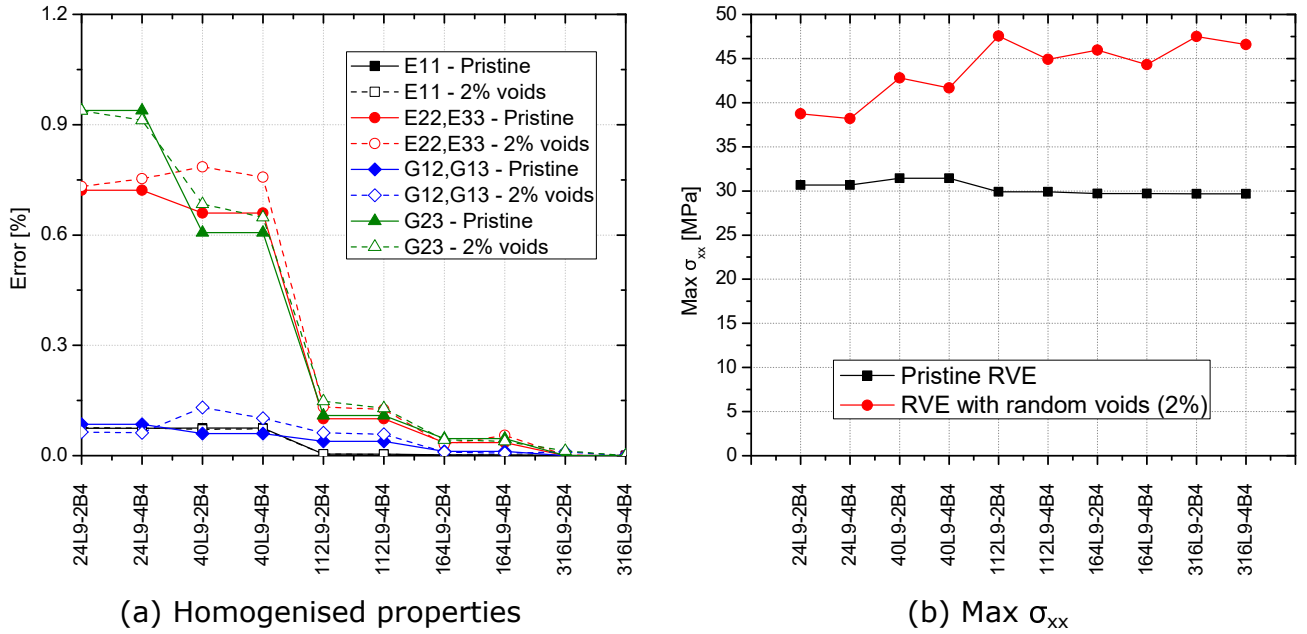 1.2
0.9
0.6
0.3
0.0
Error [%]
E11 - Pristine
E11 - 2% voids
E22,E33 - Pristine
E22,E33 - 2% voids
G12,G13 - Pristine
G12,G13 - 2% voids
G23 - Pristine
G23 - 2% voids
24L9-2B4
24L9-4B4
40L9-2B4
40L9-4B4
112L9-2B4
112L9-4B4
164L9-2B4
164L9-4B4
316L9-2B4
316L9-4B4
(a) Homogenised properties
50
45
40
35
30
25
20
15
10
5
0
Max σxx [MPa]
Pristine RVE
RVE with random voids (2%)
24L9-2B4
24L9-4B4
40L9-2B4
40L9-4B4
112L9-2B4
112L9-4B4
164L9-2B4
164L9-4B4
316L9-2B4
316L9-4B4
(b) Max σxx